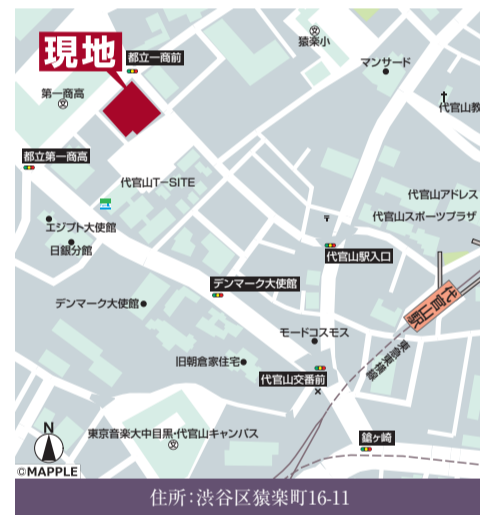 猿楽小
現地
都立一商前
マンサード
第一商高
代官山教
都立第一商高
代官山T-SITE
代官山アドレス
代官山スポーツプラザ
エジプト大使館
日銀分館
代官山駅入口
デンマーク大使館
代官山駅
デンマーク大使館
モードコスモス
東急東横線
旧朝倉家住宅
代官山交番前
東京音楽大中目黒・代官山キャンパス
鎗ヶ崎
N
©MAPPLE
住所:渋谷区猿楽町16-11